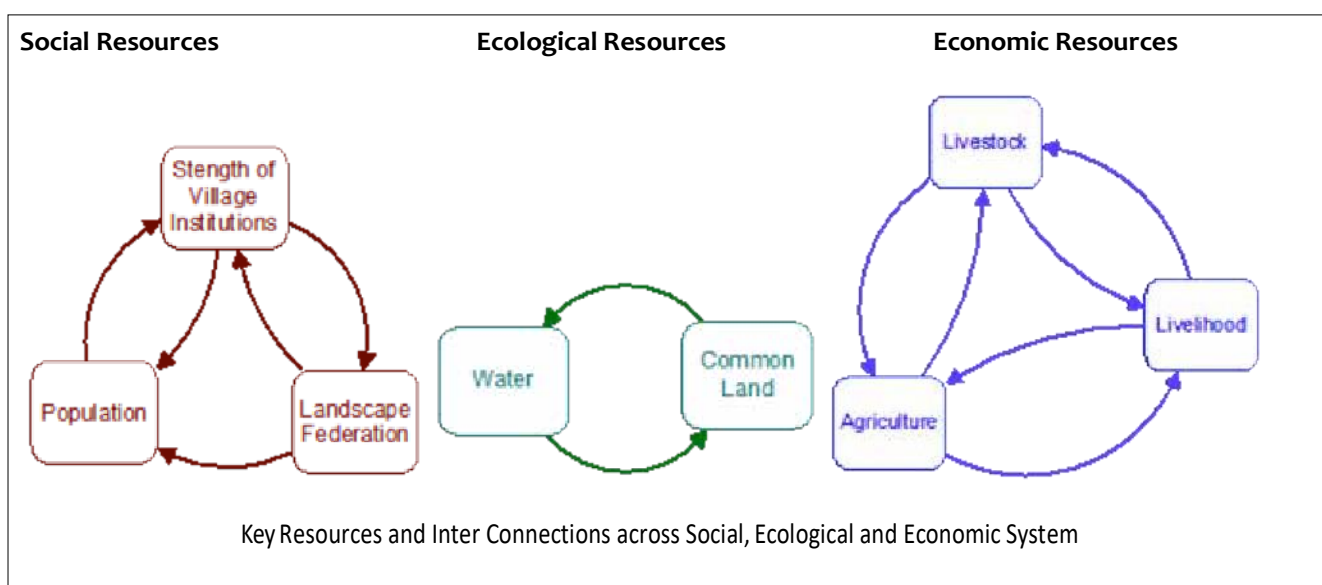 Social Resources
Ecological Resources
Economic Resources
Stength of
Village
Institutions
Population
Landscape
Federation
Water
Common
Land
Livestock
Livelihood
Agriculture
Key Resources and Inter Connections across Social, Ecological and Economic System